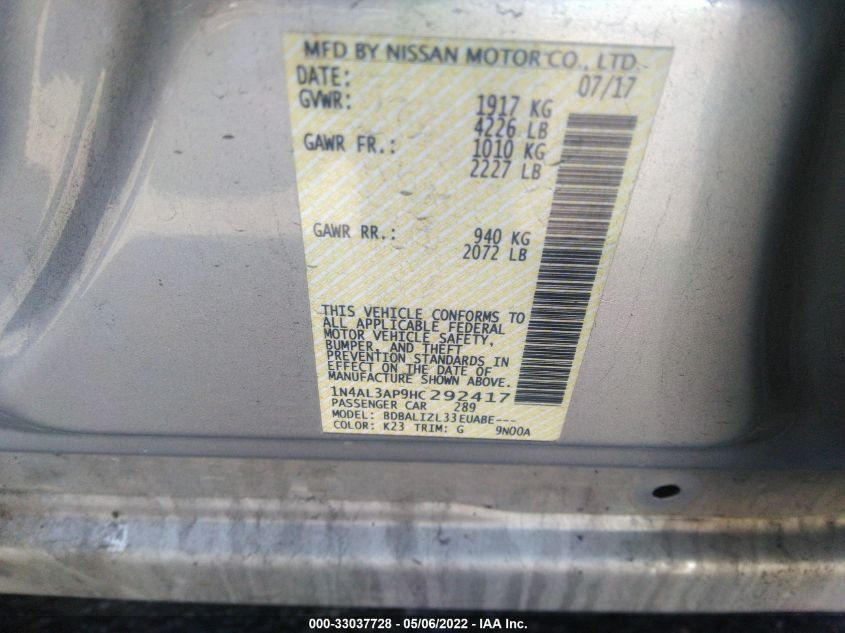 MFD BY NISSAN MOTOR CO., LTD.
DATE: 07/17
GVWR: 1917 KG
4226 LB
GAWR FR.: 1010 KG
2227 LB
GAWR RR.: 940 KG
2072 LB
THIS VEHICLE CONFORMS TO
ALL APPLICABLE FEDERAL
MOTOR VEHICLE SAFETY,
BUMPER, AND THEFT
PREVENTION STANDARDS IN
EFFECT ON THE DATE OF
MANUFACTURE SHOWN ABOVE.
1N4AL3AP9HC292417
PASSENGER CAR 289
MODEL: BDBALIZL33EUABE---
COLOR: K23 TRIM: G 9N00A
000-33037728 - 05/06/2022 - IAA Inc.